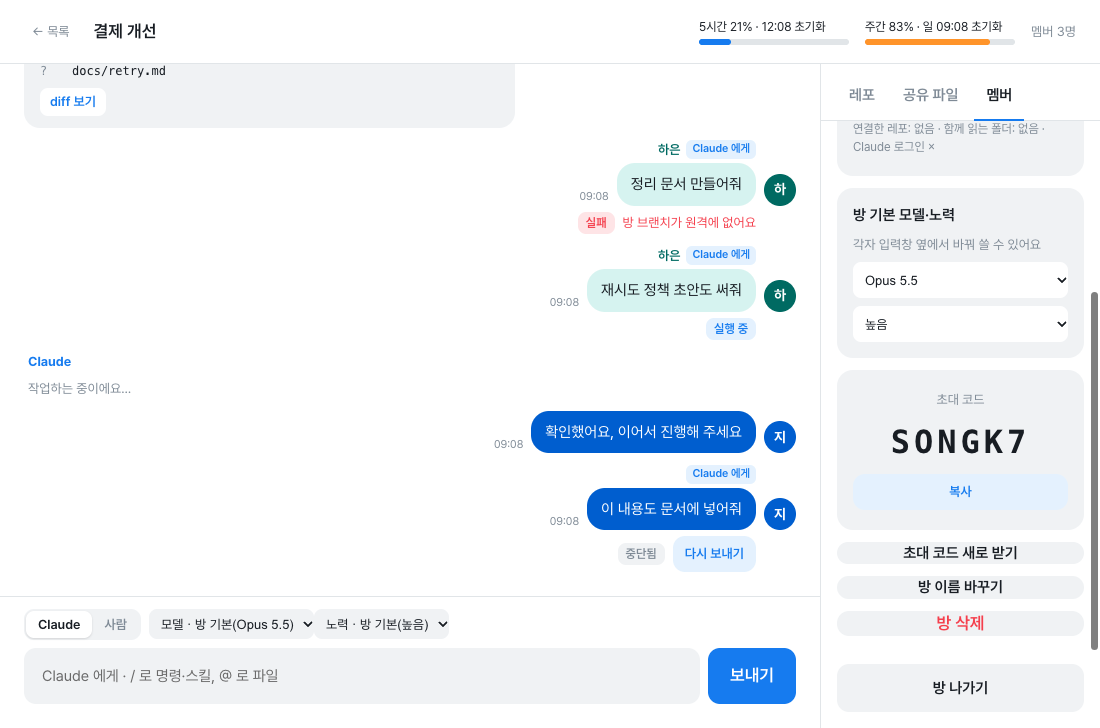 ← 목록
결제 개선
5시간 21% · 12:08 초기화
주간 83% · 일 09:08 초기화
멤버 3명
? docs/retry.md
diff 보기
하은 Claude 에게
정리 문서 만들어줘
하
09:08
실패 방 브랜치가 원격에 없어요
하은 Claude 에게
재시도 정책 초안도 써줘
하
09:08
실행 중
Claude
작업하는 중이에요…
확인했어요, 이어서 진행해 주세요
지
09:08
Claude 에게
이 내용도 문서에 넣어줘
지
09:08
중단됨 다시 보내기
Claude 사람 모델 · 방 기본(Opus 5.5) 노력 · 방 기본(높음)
Claude 에게 · / 로 명령·스킬, @ 로 파일
보내기
레포 공유 파일 멤버
연결한 레포: 없음 · 함께 읽는 폴더: 없음 ·
Claude 로그인 ×
방 기본 모델·노력
각자 입력창 옆에서 바꿔 쓸 수 있어요
Opus 5.5
높음
초대 코드
SONGK7
복사
초대 코드 새로 받기
방 이름 바꾸기
방 삭제
방 나가기